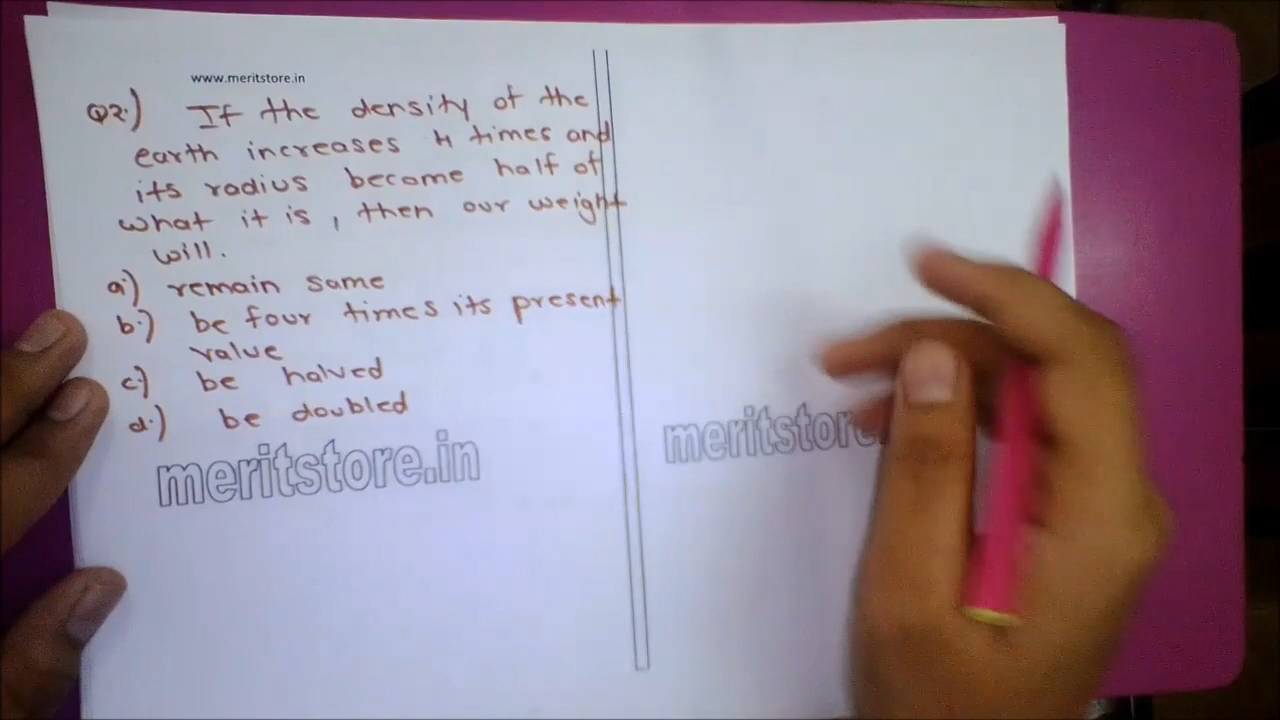 www.meritstore.in
Q2.) If the density of the
earth increases 4 times and
its radius become half of
what it is, then our weight
will.
a.) remain same
b.) be four times its present
value
c.) be halved
d.) be doubled
meritstore.in
meritstore.